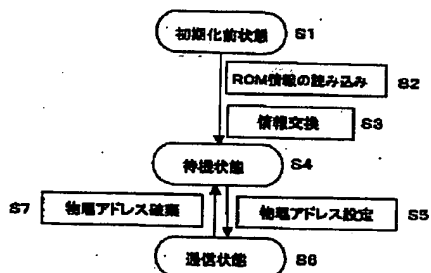 初期化前状態 S1
ROM情報の読み込み S2
情報交換 S3
待機状態 S4
S7 物理アドレス破棄
物理アドレス設定 S5
通信状態 S6